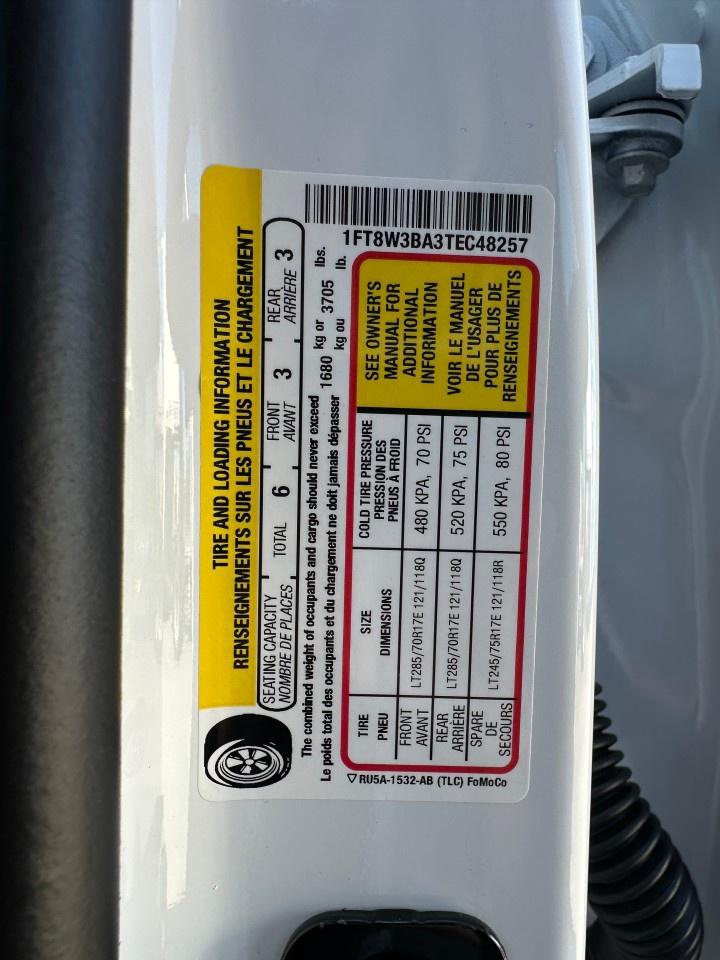 TIRE AND LOADING INFORMATION
RENSEIGNEMENTS SUR LES PNEUS ET LE CHARGEMENT
SEATING CAPACITY TOTAL 6 FRONT 3 REAR 3
NOMBRE DE PLACES AVANT ARRIÈRE
The combined weight of occupants and cargo should never exceed 1680 kg or 3705 lbs.
Le poids total des occupants et du chargement ne doit jamais dépasser kg ou lb.
1FT8W3BA3TEC48257
TIRE SIZE COLD TIRE PRESSURE
PNEU DIMENSIONS PRESSION DES
PNEUS À FROID
FRONT LT285/70R17E 121/118Q 480 KPA, 70 PSI
AVANT
REAR LT285/70R17E 121/118Q 520 KPA, 75 PSI
ARRIÈRE
SPARE LT245/75R17E 121/118R 550 KPA, 80 PSI
DE
SECOURS
SEE OWNER'S
MANUAL FOR
ADDITIONAL
INFORMATION
VOIR LE MANUEL
DE L'USAGER
POUR PLUS DE
RENSEIGNEMENTS
RU5A-1532-AB (TLC) FoMoCo